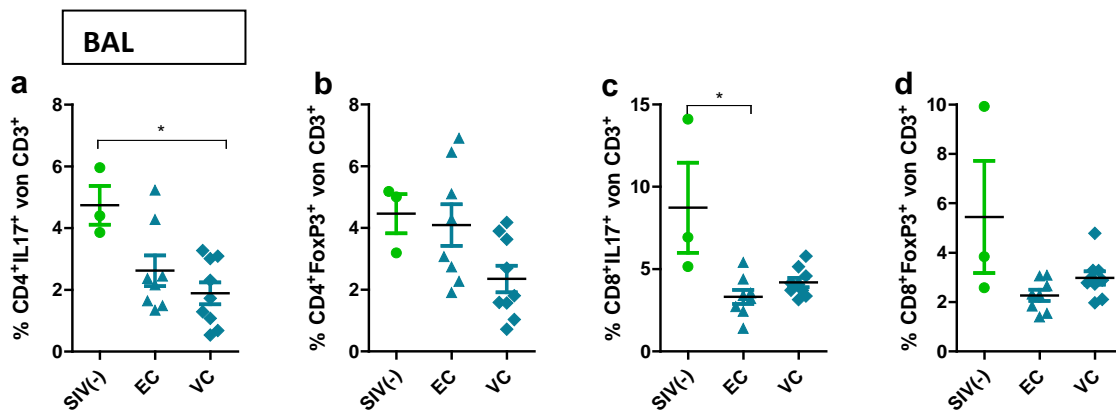 BAL
a
% CD4+IL17+ von CD3+
8
6
4
2
0
*
SIV(-)
EC
VC
b
% CD4+FoxP3+ von CD3+
8
6
4
2
0
SIV(-)
EC
VC
c
% CD8+IL17+ von CD3+
15
10
5
0
*
SIV(-)
EC
VC
d
% CD8+FoxP3+ von CD3+
10
8
6
4
2
0
SIV(-)
EC
VC